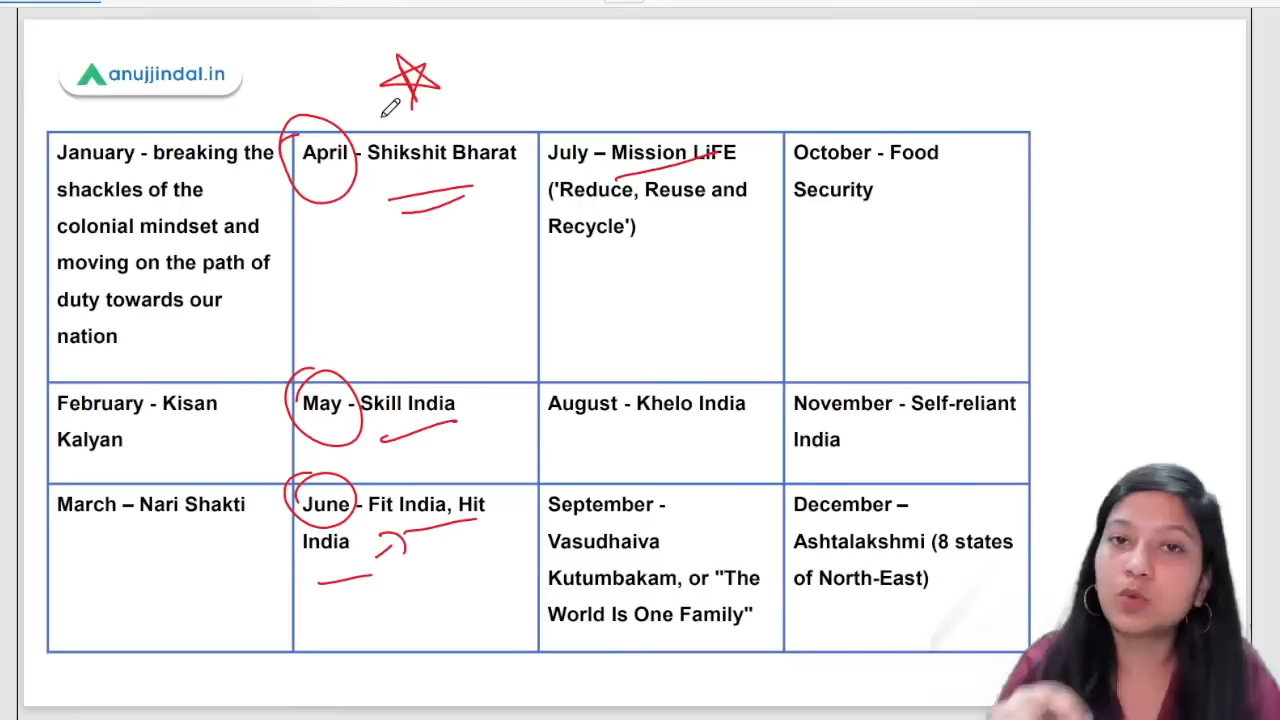 anujjindal.in
January - breaking the
shackles of the
colonial mindset and
moving on the path of
duty towards our
nation
April - Shikshit Bharat
July – Mission LiFE
('Reduce, Reuse and
Recycle')
October - Food
Security
February - Kisan
Kalyan
May - Skill India
August - Khelo India
November - Self-reliant
India
March – Nari Shakti
June - Fit India, Hit
India
September -
Vasudhaiva
Kutumbakam, or "The
World Is One Family"
December –
Ashtalakshmi (8 states
of North-East)